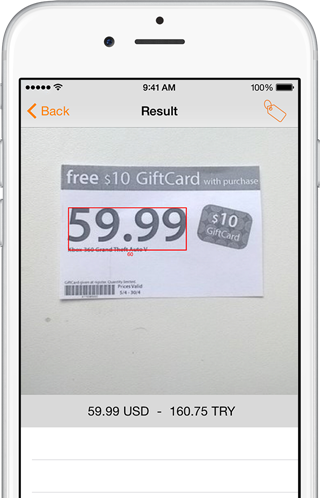 9:41 AM
100%
Back
Result
free $10 GiftCard with purchase
59.99
Xbox 360 Grand Theft Auto V
60
$10
GiftCard
Prices Valid
5/4 - 30/4
59.99 USD - 160.75 TRY